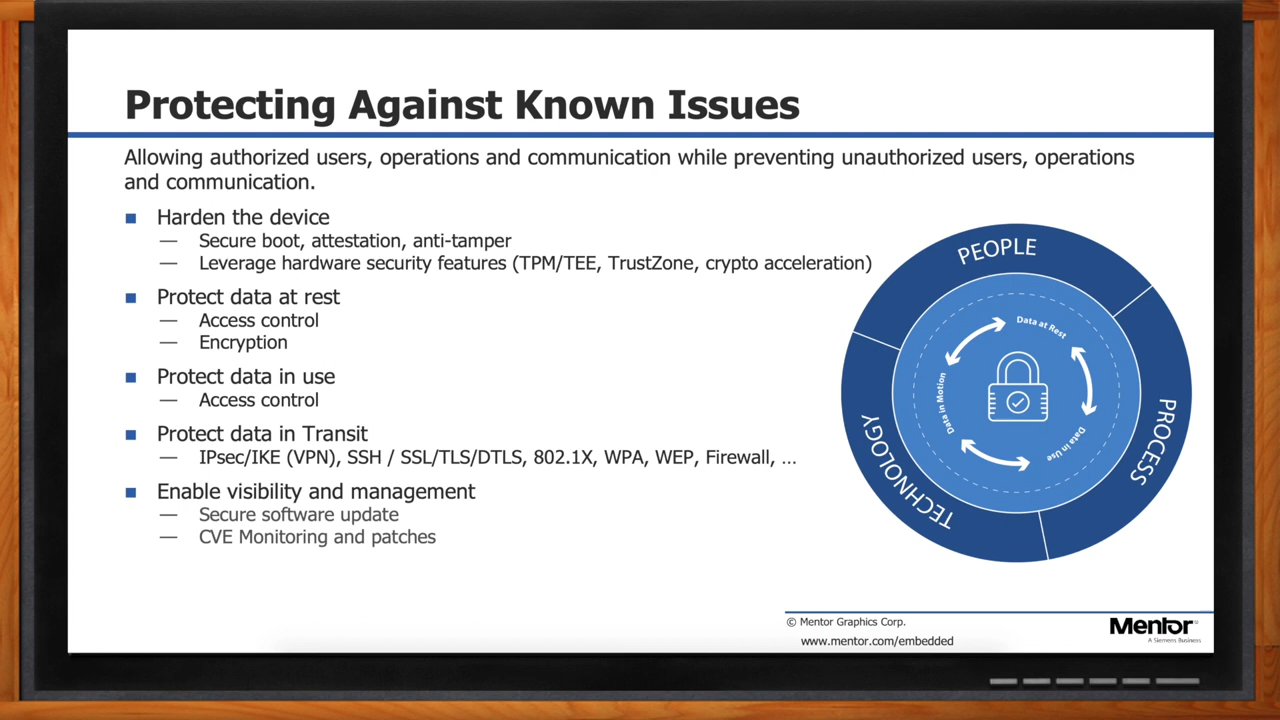 Protecting Against Known Issues
Allowing authorized users, operations and communication while preventing unauthorized users, operations
and communication.
■ Harden the device
— Secure boot, attestation, anti-tamper
— Leverage hardware security features (TPM/TEE, TrustZone, crypto acceleration)
■ Protect data at rest
— Access control
— Encryption
■ Protect data in use
— Access control
■ Protect data in Transit
— IPsec/IKE (VPN), SSH / SSL/TLS/DTLS, 802.1X, WPA, WEP, Firewall, ...
■ Enable visibility and management
— Secure software update
— CVE Monitoring and patches
PEOPLE
PROCESS
TECHNOLOGY
Data at Rest
Data In Use
Data in Motion
© Mentor Graphics Corp.
www.mentor.com/embedded
Mentor
A Siemens Business